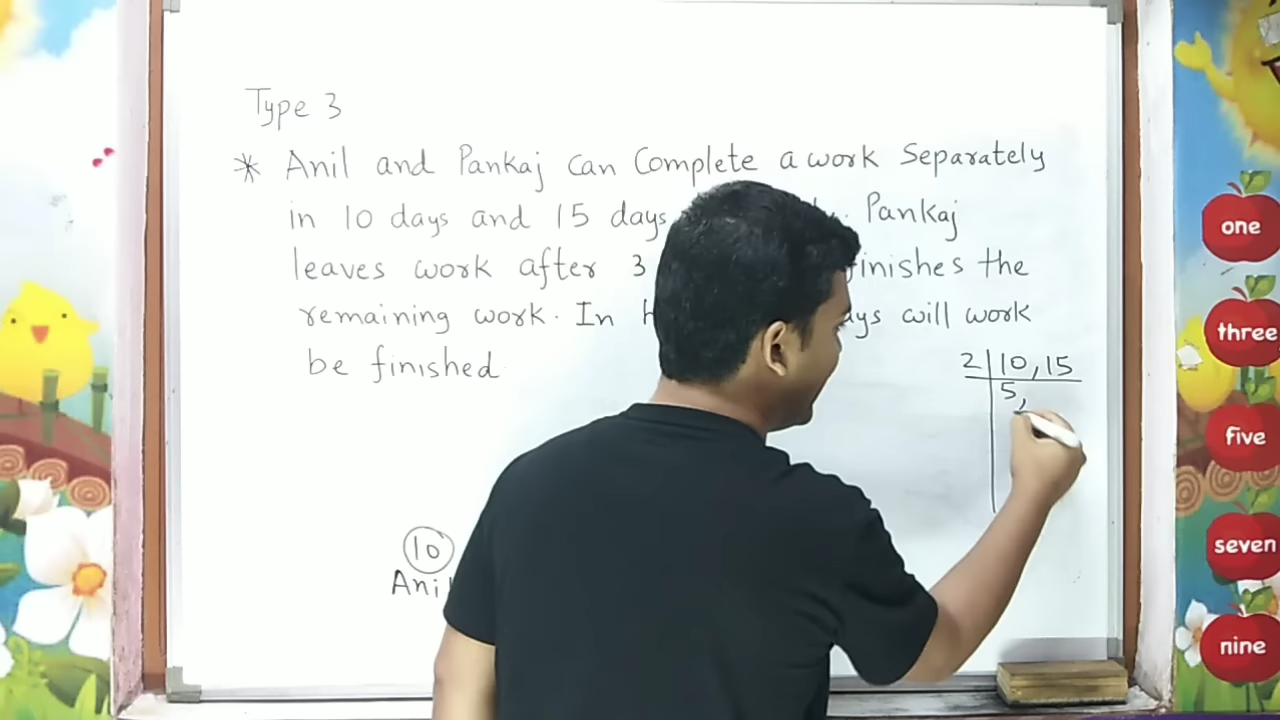 Type 3
* Anil and Pankaj can Complete a work Separately
in 10 days and 15 days Pankaj
leaves work after 3 finishes the
remaining work. In will work
be finished
2 10, 15
5,
10
Anil
one
three
five
seven
nine